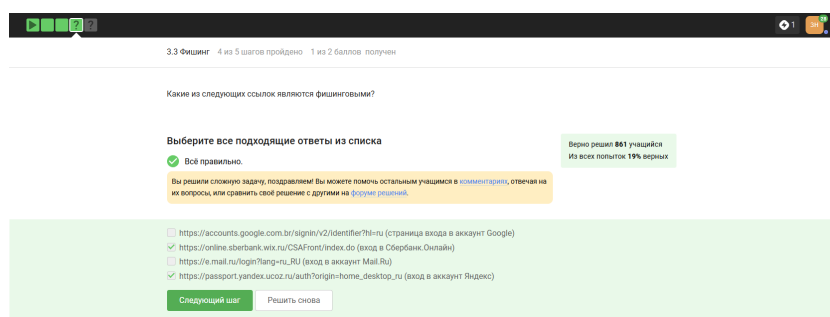 ? ?
1
SH
3.3 Фишинг 4 из 5 шагов пройдено 1 из 2 баллов получен
Какие из следующих ссылок являются фишинговыми?
Выберите все подходящие ответы из списка
Верно решил 861 учащийся
Из всех попыток 19% верных
Всё правильно.
Вы решили сложную задачу, поздравляем! Вы можете помочь остальным учащимся в комментариях, отвечая на
их вопросы, или сравнить своё решение с другими на форуме решений.
https://accounts.google.com.br/signin/v2/identifier?hl=ru (страница входа в аккаунт Google)
https://online.sberbank.wix.ru/CSAFront/index.do (вход в Сбербанк.Онлайн)
https://e.mail.ru/login?lang=ru_RU (вход в аккаунт Mail.Ru)
https://passport.yandex.ucoz.ru/auth?origin=home_desktop_ru (вход в аккаунт Яндекс)
Следующий шаг Решить снова